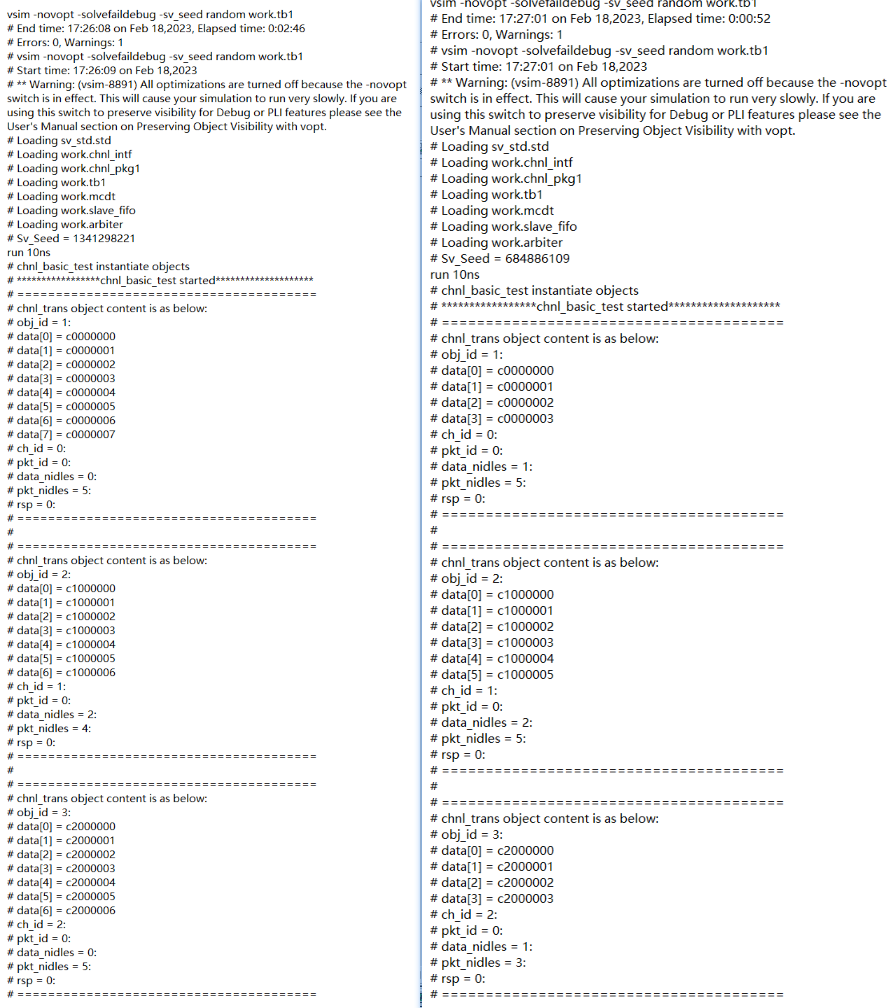 vsim -novopt -solvefaildebug -sv_seed random work.tb1
# End time: 17:26:08 on Feb 18,2023, Elapsed time: 0:02:46
# Errors: 0, Warnings: 1
# vsim -novopt -solvefaildebug -sv_seed random work.tb1
# Start time: 17:26:09 on Feb 18,2023
# ** Warning: (vsim-8891) All optimizations are turned off because the -novopt
switch is in effect. This will cause your simulation to run very slowly. If you are
using this switch to preserve visibility for Debug or PLI features please see the
User's Manual section on Preserving Object Visibility with vopt.
# Loading sv_std.std
# Loading work.chnl_intf
# Loading work.chnl_pkg1
# Loading work.tb1
# Loading work.mcdt
# Loading work.slave_fifo
# Loading work.arbiter
# Sv_Seed = 1341298221
run 10ns
# chnl_basic_test instantiate objects
# *****************chnl_basic_test started********************
# =======================================
# chnl_trans object content is as below:
# obj_id = 1:
# data[0] = c0000000
# data[1] = c0000001
# data[2] = c0000002
# data[3] = c0000003
# data[4] = c0000004
# data[5] = c0000005
# data[6] = c0000006
# data[7] = c0000007
# ch_id = 0:
# pkt_id = 0:
# data_nidles = 0:
# pkt_nidles = 5:
# rsp = 0:
# =======================================
#
# =======================================
# chnl_trans object content is as below:
# obj_id = 2:
# data[0] = c1000000
# data[1] = c1000001
# data[2] = c1000002
# data[3] = c1000003
# data[4] = c1000004
# data[5] = c1000005
# data[6] = c1000006
# ch_id = 1:
# pkt_id = 0:
# data_nidles = 2:
# pkt_nidles = 4:
# rsp = 0:
# =======================================
#
# =======================================
# chnl_trans object content is as below:
# obj_id = 3:
# data[0] = c2000000
# data[1] = c2000001
# data[2] = c2000002
# data[3] = c2000003
# data[4] = c2000004
# data[5] = c2000005
# data[6] = c2000006
# ch_id = 2:
# pkt_id = 0:
# data_nidles = 0:
# pkt_nidles = 5:
# rsp = 0:
# =======================================
vsim -novopt -solvefaildebug -sv_seed random work.tb1
# End time: 17:27:01 on Feb 18,2023, Elapsed time: 0:00:52
# Errors: 0, Warnings: 1
# vsim -novopt -solvefaildebug -sv_seed random work.tb1
# Start time: 17:27:01 on Feb 18,2023
# ** Warning: (vsim-8891) All optimizations are turned off because the -novopt
switch is in effect. This will cause your simulation to run very slowly. If you are
using this switch to preserve visibility for Debug or PLI features please see the
User's Manual section on Preserving Object Visibility with vopt.
# Loading sv_std.std
# Loading work.chnl_intf
# Loading work.chnl_pkg1
# Loading work.tb1
# Loading work.mcdt
# Loading work.slave_fifo
# Loading work.arbiter
# Sv_Seed = 684886109
run 10ns
# chnl_basic_test instantiate objects
# *****************chnl_basic_test started********************
# =======================================
# chnl_trans object content is as below:
# obj_id = 1:
# data[0] = c0000000
# data[1] = c0000001
# data[2] = c0000002
# data[3] = c0000003
# ch_id = 0:
# pkt_id = 0:
# data_nidles = 1:
# pkt_nidles = 5:
# rsp = 0:
# =======================================
#
# =======================================
# chnl_trans object content is as below:
# obj_id = 2:
# data[0] = c1000000
# data[1] = c1000001
# data[2] = c1000002
# data[3] = c1000003
# data[4] = c1000004
# data[5] = c1000005
# ch_id = 1:
# pkt_id = 0:
# data_nidles = 2:
# pkt_nidles = 5:
# rsp = 0:
# =======================================
#
# =======================================
# chnl_trans object content is as below:
# obj_id = 3:
# data[0] = c2000000
# data[1] = c2000001
# data[2] = c2000002
# data[3] = c2000003
# ch_id = 2:
# pkt_id = 0:
# data_nidles = 1:
# pkt_nidles = 3:
# rsp = 0:
# =======================================